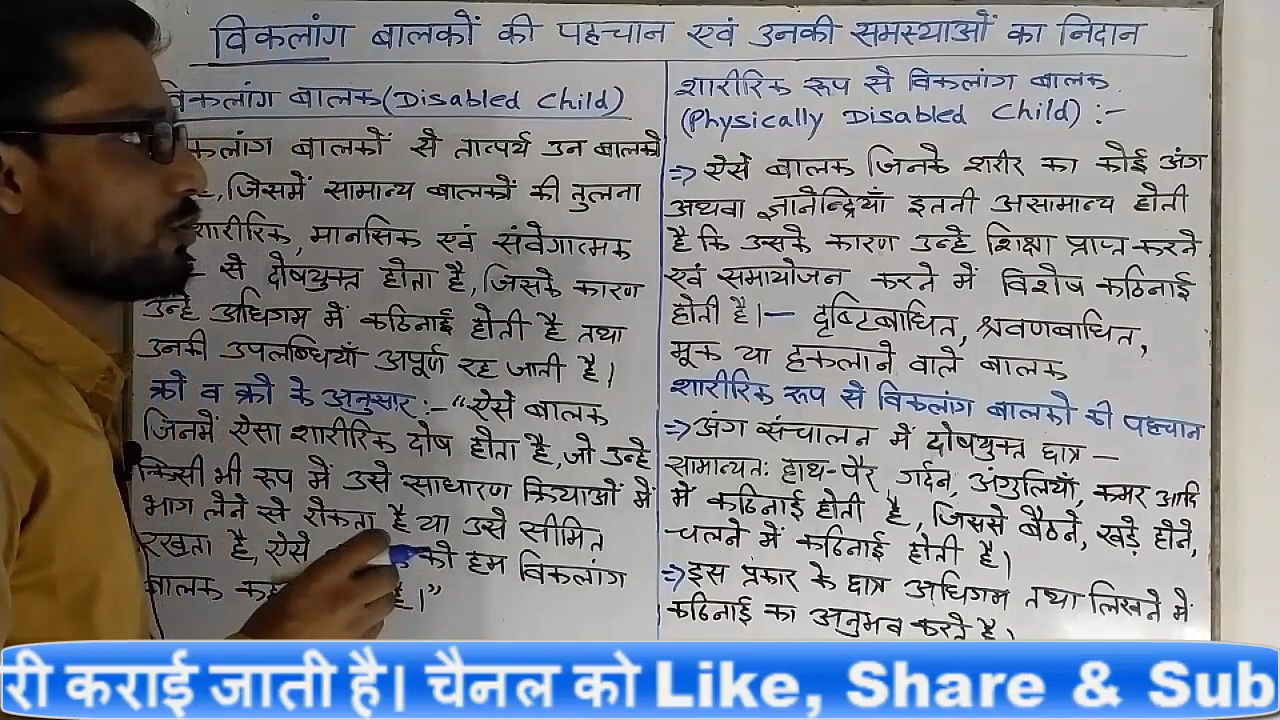 विकलांग बालकों की पहचान एवं उनकी समस्याओं का निदान
विकलांग बालक (Disabled Child)
कलांग बालकों से तात्पर्य उन बालको
, जिसमें सामान्य बालकों की तुलना
शारीरिक, मानसिक एवं संवेगात्मक
से दोषयुक्त होता है, जिसके कारण
उन्हे अधिगम में कठिनाई होती है तथा
उनकी उपलब्धियाँ अपूर्ण रह जाती है।
क्रो व क्रो के अनुसार :- “ऐसे बालक
जिनमें ऐसा शारीरिक दोष होता है, जो उन्हे
किसी भी रूप में उसे साधारण क्रियाओं में
भाग लेने से रोकता है या उसे सीमित
रखता है, ऐसे को हम विकलांग
बालक कह है।”
शारीरिक रूप से विकलांग बालक
(Physically Disabled Child) :-
⇒ ऐसे बालक जिनके शरीर का कोई अंग
अथवा ज्ञानेन्द्रियाँ इतनी असामान्य होती
है कि उसके कारण उन्हे शिक्षा प्राप्त करने
एवं समायोजन करने में विशेष कठिनाई
होती है। — दृष्टिबाधित, श्रवणबाधित,
मूक या हकलाने वाले बालक
शारीरिक रूप से विकलांग बालको की पहचान
⇒ अंग संचालन में दोषयुक्त छात्र —
सामान्यतः हाथ-पैर गर्दन, अंगुलियाँ, कमर आदि
में कठिनाई होती है, जिससे बैठने, खड़े होने,
चलने में कठिनाई होती है।
⇒ इस प्रकार के छात्र अधिगम तथा लिखने में
कठिनाई का अनुभव करते है।
री कराई जाती है। चैनल को Like, Share & Sub